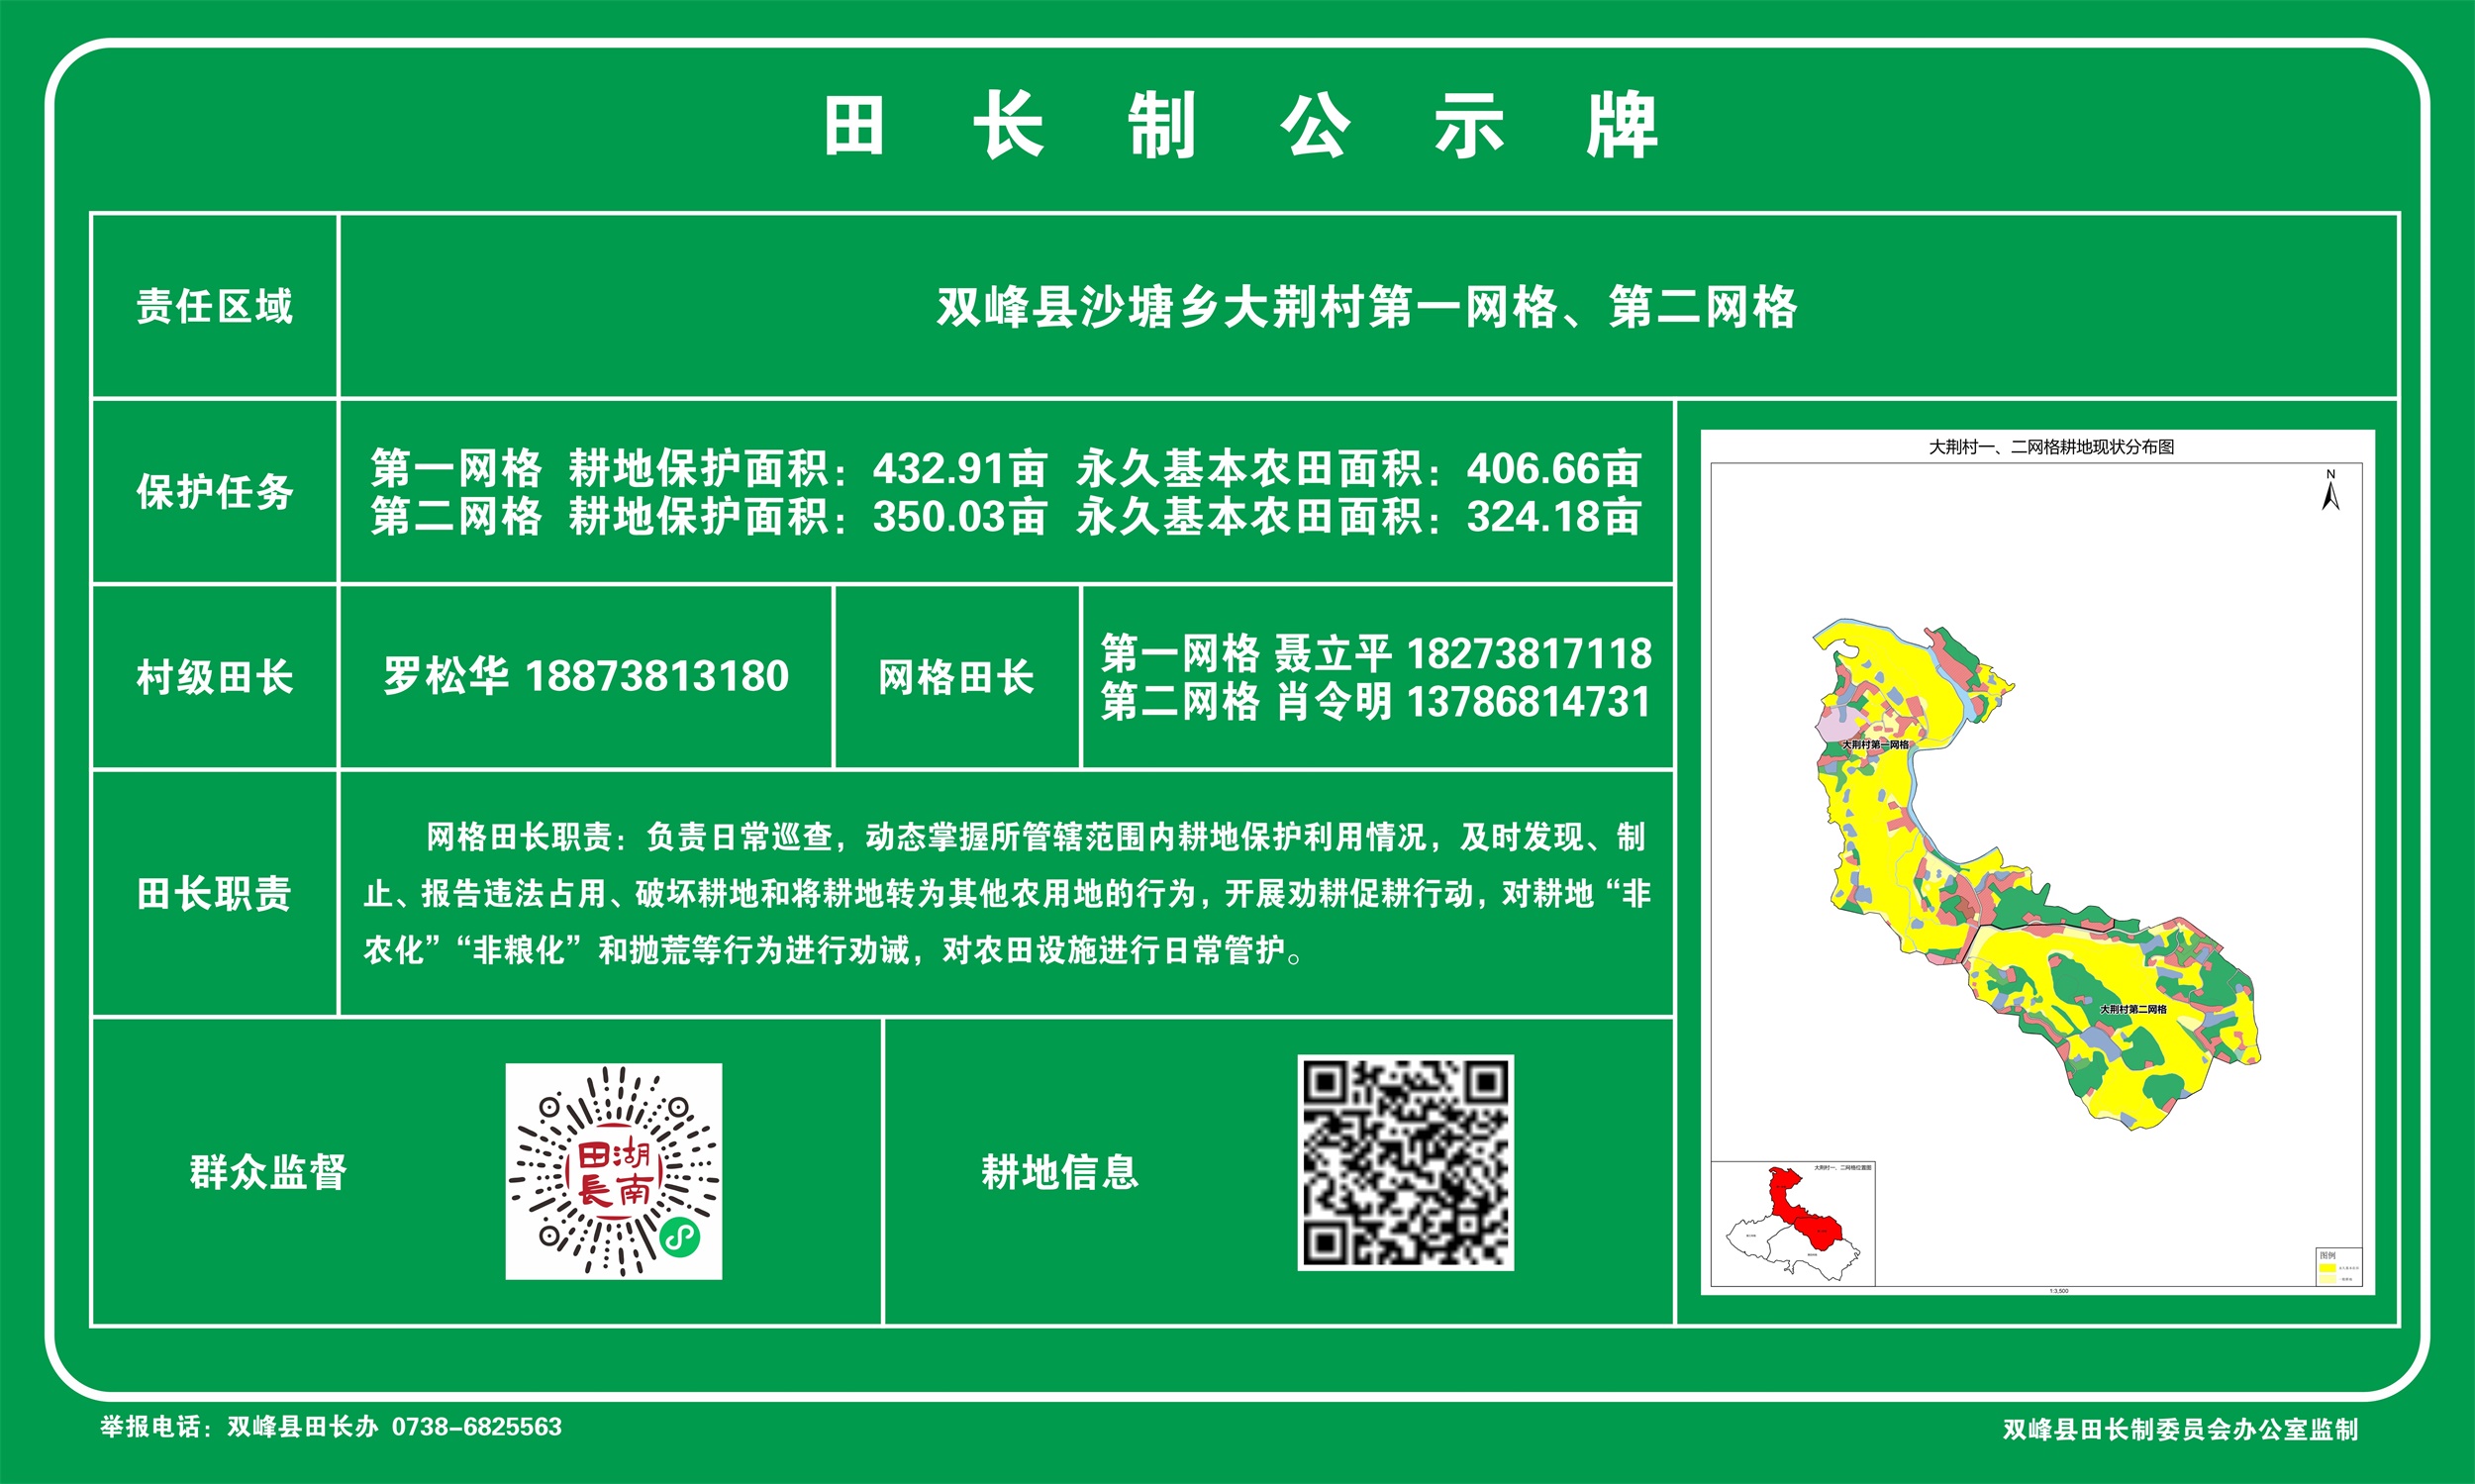 田长制公示牌
责任区域
双峰县沙塘乡大荆村第一网格、第二网格
保护任务
第一网格 耕地保护面积：432.91亩 永久基本农田面积：406.66亩
第二网格 耕地保护面积：350.03亩 永久基本农田面积：324.18亩
村级田长
罗松华 18873813180
网格田长
第一网格 聂立平 18273817118
第二网格 肖令明 13786814731
田长职责
网格田长职责：负责日常巡查，动态掌握所管辖范围内耕地保护利用情况，及时发现、制
止、报告违法占用、破坏耕地和将耕地转为其他农用地的行为，开展劝耕促耕行动，对耕地“非
农化”“非粮化”和抛荒等行为进行劝诫，对农田设施进行日常管护。
群众监督
田湖
長南
耕地信息
大荆村一、二网格耕地现状分布图
N
大荆村第一网格
大荆村第二网格
大荆村一、二网格位置图
图例
1:3,500
举报电话：双峰县田长办 0738-6825563
双峰县田长制委员会办公室监制